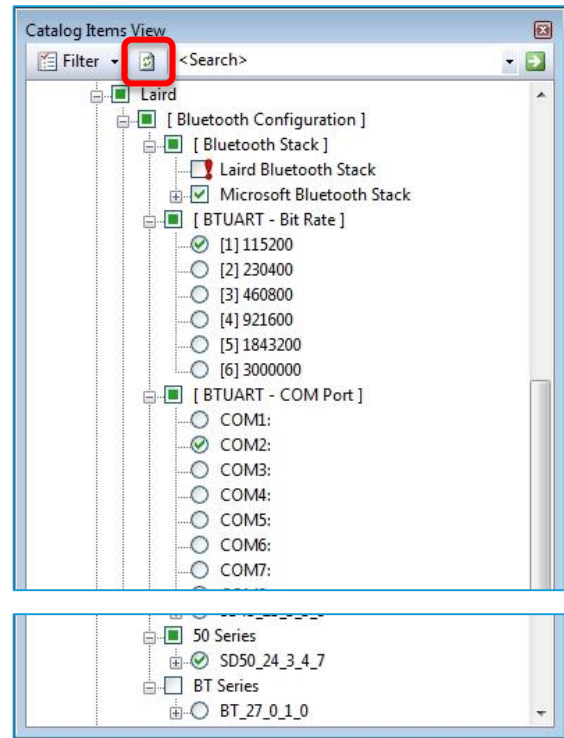 Catalog Items View
Filter <Search>
Laird
[ Bluetooth Configuration ]
[ Bluetooth Stack ]
Laird Bluetooth Stack
Microsoft Bluetooth Stack
[ BTUART - Bit Rate ]
[1] 115200
[2] 230400
[3] 460800
[4] 921600
[5] 1843200
[6] 3000000
[ BTUART - COM Port ]
COM1:
COM2:
COM3:
COM4:
COM5:
COM6:
COM7:
50 Series
SD50_24_3_4_7
BT Series
BT_27_0_1_0